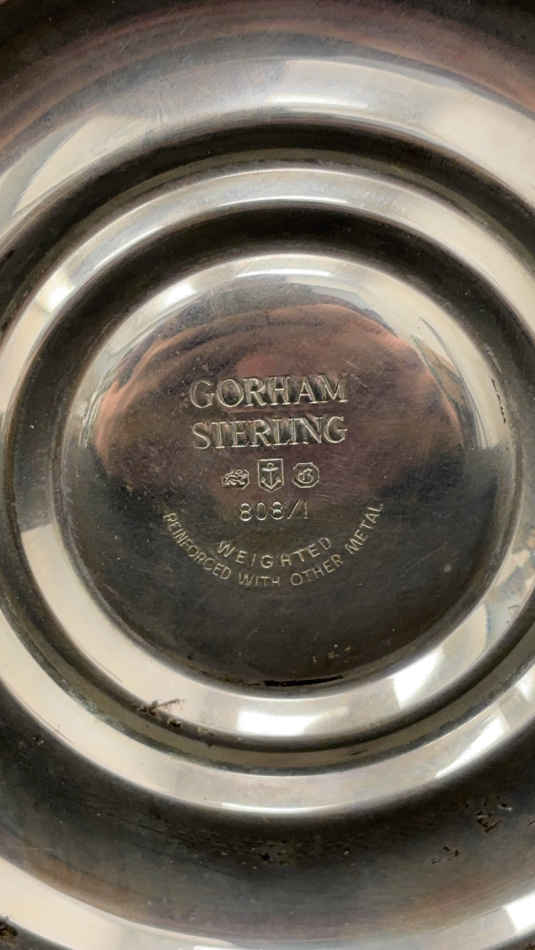 GORHAM
STERLING
808/1
WEIGHTED
REINFORCED WITH OTHER METAL